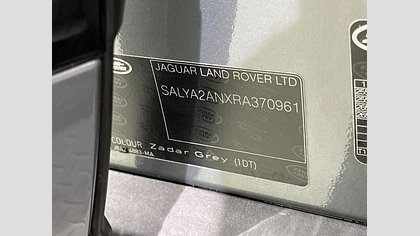 JAGUAR LAND ROVER LTD
SALYA2ANXRA370961
COLOUR Zadar Grey (1DT)